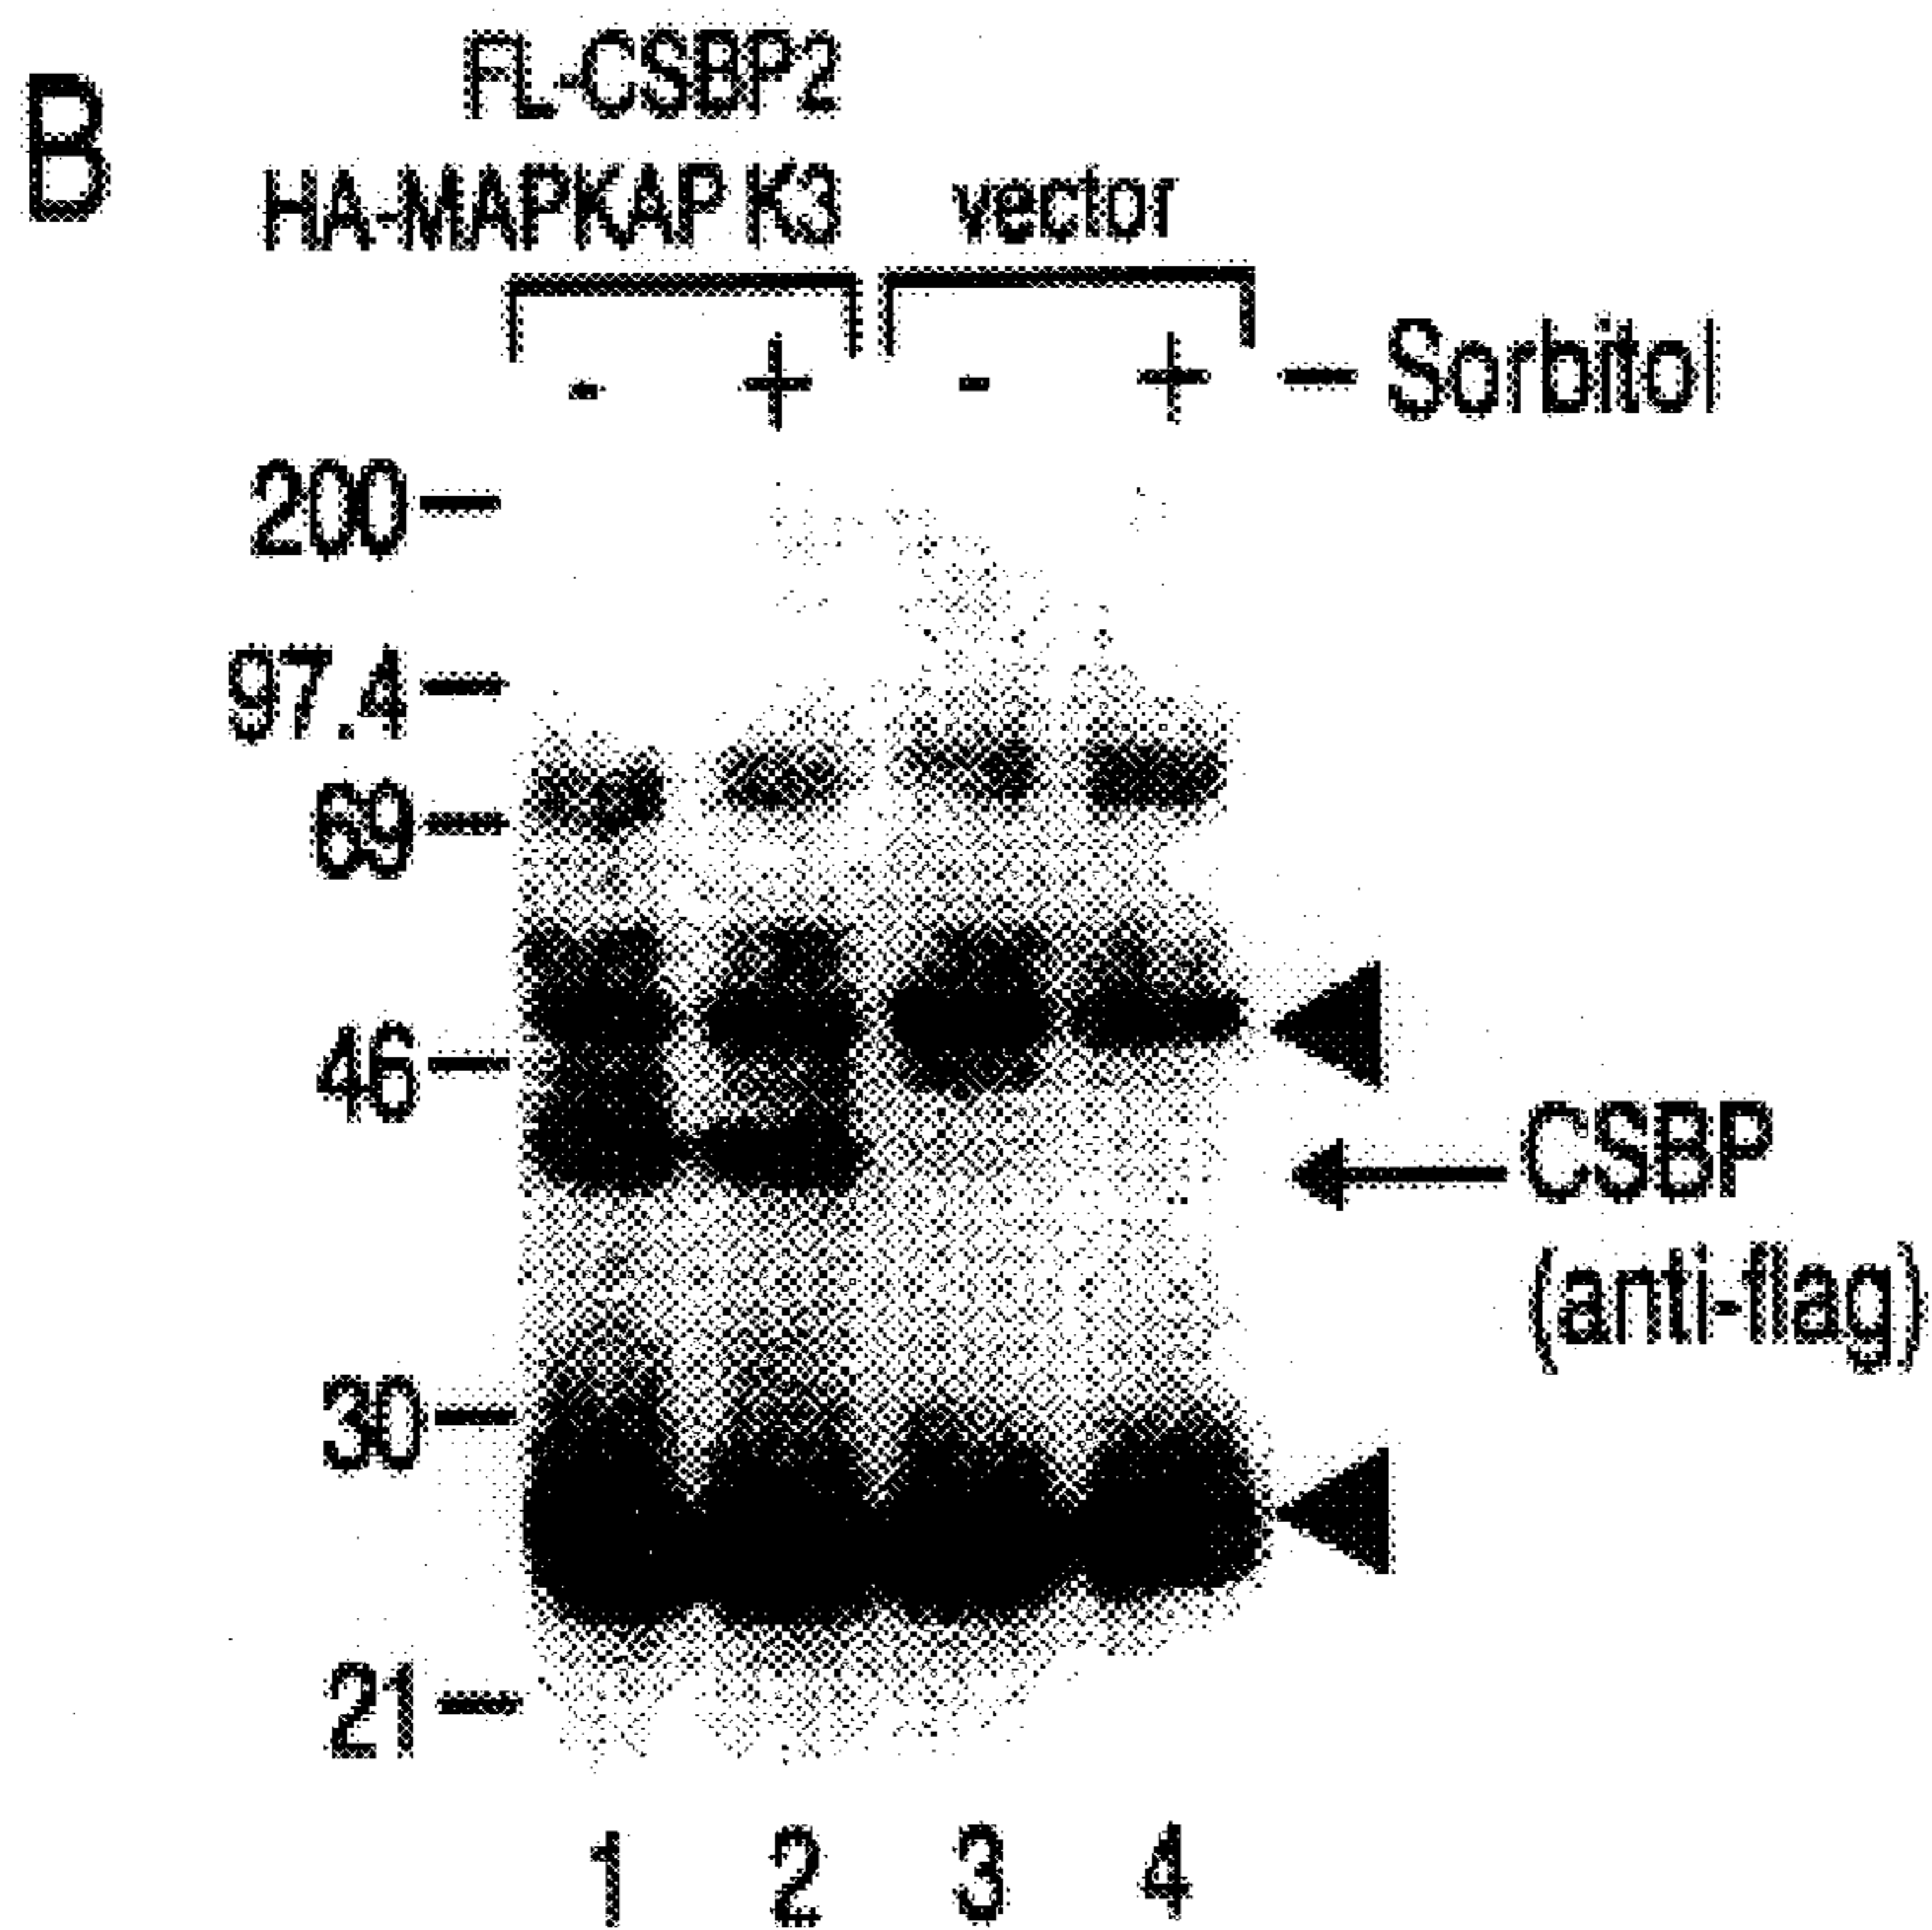 B
FL-CSBP2
HA-MAPKAP K3 vector
- + - + – Sorbitol
200 –
97.4 –
69 –
46 –
CSBP
(anti-flag)
30 –
21 –
1 2 3 4